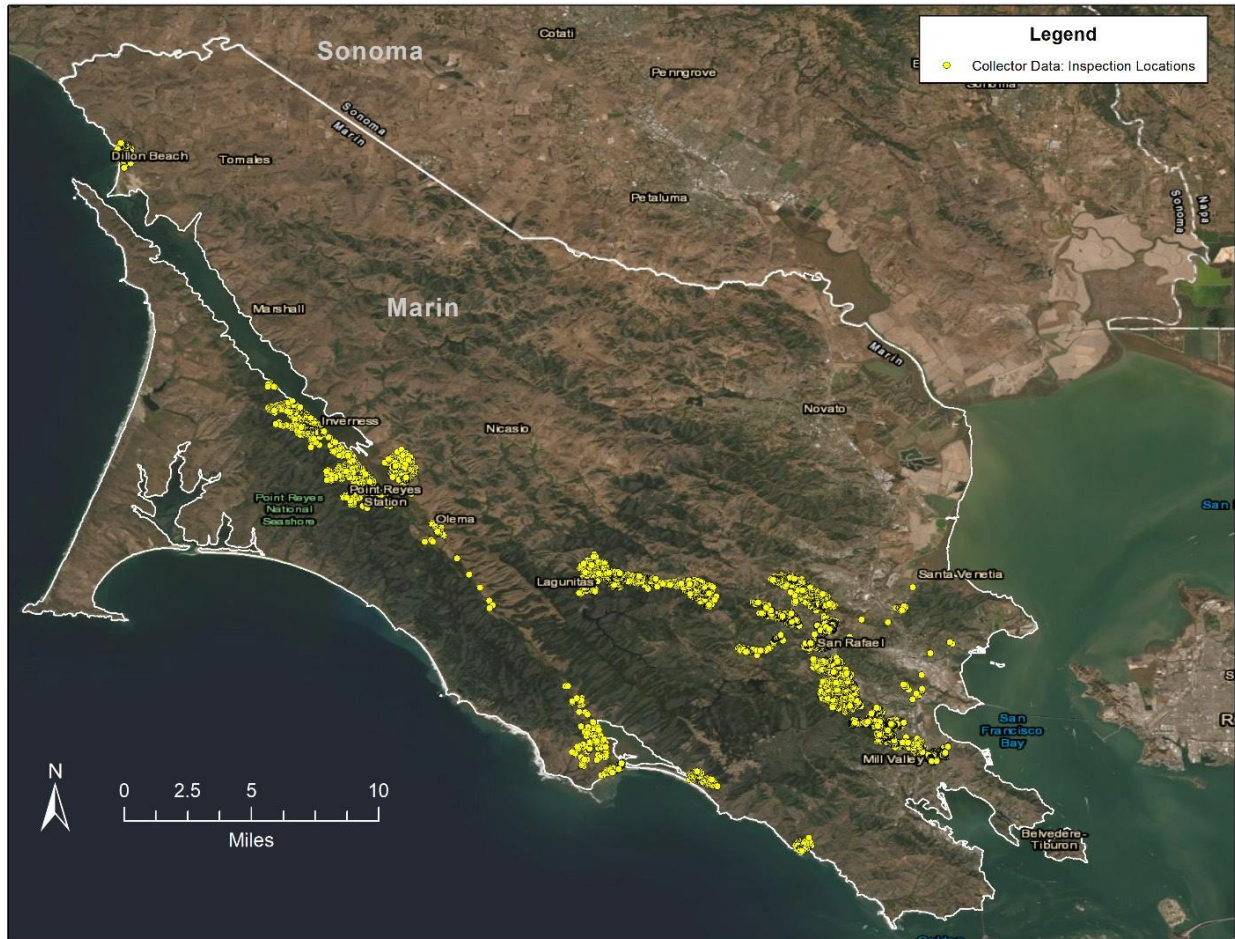 Legend
Collector Data: Inspection Locations
Sonoma
Cotati
Penngrove
Sonoma
Marin
Dillon Beach
Tomales
Petaluma
Sonoma
Napa
Marshall
Marin
Marin
Novato
Inverness
Nicasio
Point Reyes
Station
Point Reyes
National
Seashore
Olema
Lagunitas
Santa Venetia
San Rafael
San
Francisco
Bay
Mill Valley
Belvedere-
Tiburon
N
0 2.5 5 10
Miles